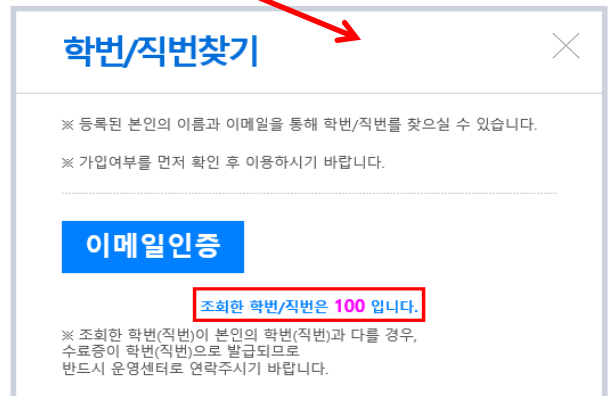 학번/직번찾기
※ 등록된 본인의 이름과 이메일을 통해 학번/직번를 찾으실 수 있습니다.
※ 가입여부를 먼저 확인 후 이용하시기 바랍니다.
이메일인증
조회한 학번/직번은 100 입니다.
※ 조회한 학번(직번)이 본인의 학번(직번)과 다를 경우,
수료증이 학번(직번)으로 발급되므로
반드시 운영센터로 연락주시기 바랍니다.